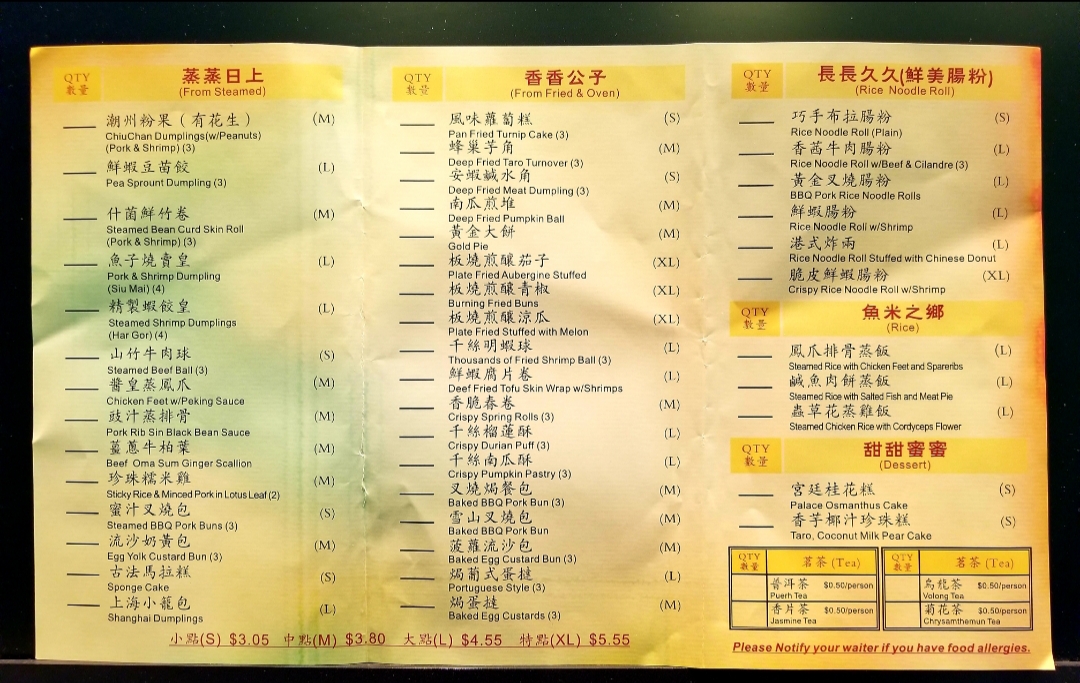 QTY
數量
蒸蒸日上
(From Steamed)
潮州粉果（有花生） (M)
ChiuChan Dumplings(w/Peanuts)
(Pork & Shrimp) (3)
鮮蝦豆苗餃 (L)
Pea Sprount Dumpling (3)
什菌鮮竹卷 (M)
Steamed Bean Curd Skin Roll
(Pork & Shrimp) (3)
魚子燒賣皇 (L)
Pork & Shrimp Dumpling
(Siu Mai) (4)
精製蝦餃皇 (L)
Steamed Shrimp Dumplings
(Har Gor) (4)
山竹牛肉球 (S)
Steamed Beef Ball (3)
醬皇蒸鳳爪 (M)
Chicken Feet w/Peking Sauce
豉汁蒸排骨 (M)
Pork Rib Sin Black Bean Sauce
薑蔥牛柏葉 (M)
Beef Oma Sum Ginger Scallion
珍珠糯米雞 (M)
Sticky Rice & Minced Pork in Lotus Leaf (2)
蜜汁叉燒包 (S)
Steamed BBQ Pork Buns (3)
流沙奶黃包 (M)
Egg Yolk Custard Bun (3)
古法馬拉糕 (S)
Sponge Cake
上海小籠包 (L)
Shanghai Dumplings
QTY
數量
香香公子
(From Fried & Oven)
風味蘿蔔糕 (S)
Pan Fried Turnip Cake (3)
蜂巢芋角 (M)
Deep Fried Taro Turnover (3)
安蝦鹹水角 (S)
Deep Fried Meat Dumpling (3)
南瓜煎堆 (M)
Deep Fried Pumpkin Ball
黃金大餅 (M)
Gold Pie
板燒煎釀茄子 (XL)
Plate Fried Aubergine Stuffed
板燒煎釀青椒 (XL)
Burning Fried Buns
板燒煎釀涼瓜 (XL)
Plate Fried Stuffed with Melon
千絲明蝦球 (L)
Thousands of Fried Shrimp Ball (3)
鮮蝦腐片卷 (L)
Deef Fried Tofu Skin Wrap w/Shrimps
香脆春卷 (M)
Crispy Spring Rolls (3)
千絲榴蓮酥 (L)
Crispy Durian Puff (3)
千絲南瓜酥 (L)
Crispy Pumpkin Pastry (3)
叉燒焗餐包 (M)
Baked BBQ Pork Bun (3)
雪山叉燒包 (M)
Baked BBQ Pork Bun
菠蘿流沙包 (M)
Baked Egg Custard Bun (3)
焗葡式蛋撻 (L)
Portuguese Style (3)
焗蛋撻 (M)
Baked Egg Custards (3)
小點(S) $3.05 中點(M) $3.80 大點(L) $4.55 特點(XL) $5.55
QTY
數量
長長久久(鮮美腸粉)
(Rice Noodle Roll)
巧手布拉腸粉 (S)
Rice Noodle Roll (Plain)
香茜牛肉腸粉 (L)
Rice Noodle Roll w/Beef & Cilandre (3)
黃金叉燒腸粉 (L)
BBQ Pork Rice Noodle Rolls
鮮蝦腸粉 (L)
Rice Noodle Roll w/Shrimp
港式炸兩 (L)
Rice Noodle Roll Stuffed with Chinese Donut
脆皮鮮蝦腸粉 (XL)
Crispy Rice Noodle Roll w/Shrimp
QTY
數量
魚米之鄉
(Rice)
鳳爪排骨蒸飯 (L)
Steamed Rice with Chicken Feet and Spareribs
鹹魚肉餅蒸飯 (L)
Steamed Rice with Salted Fish and Meat Pie
蟲草花蒸雞飯 (L)
Steamed Chicken Rice with Cordyceps Flower
QTY
數量
甜甜蜜蜜
(Dessert)
宮廷桂花糕 (S)
Palace Osmanthus Cake
香芋椰汁珍珠糕 (S)
Taro, Coconut Milk Pear Cake
QTY
數量
茗茶 (Tea)
普洱茶 $0.50/person
Puerh Tea
香片茶 $0.50/person
Jasmine Tea
QTY
數量
茗茶 (Tea)
烏龍茶 $0.50/person
Volong Tea
菊花茶 $0.50/person
Chrysamthemun Tea
Please Notify your waiter if you have food allergies.